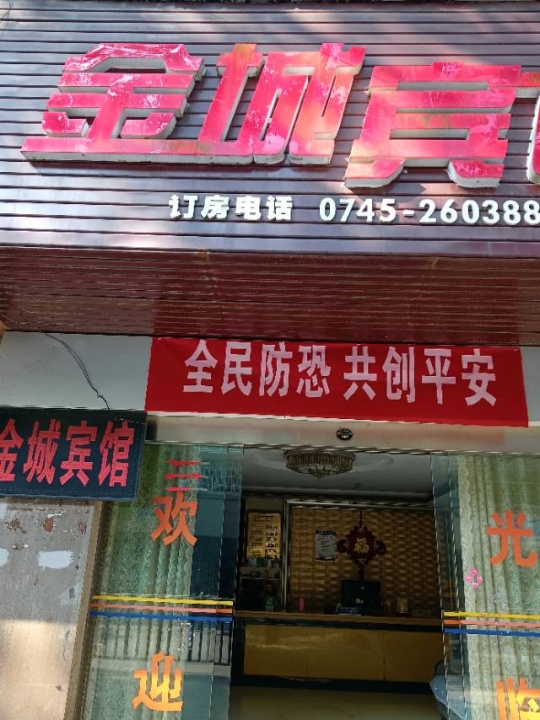 金城宾
订房电话 0745-260388
全民防恐 共创平安
金城宾馆
欢迎
光临
福